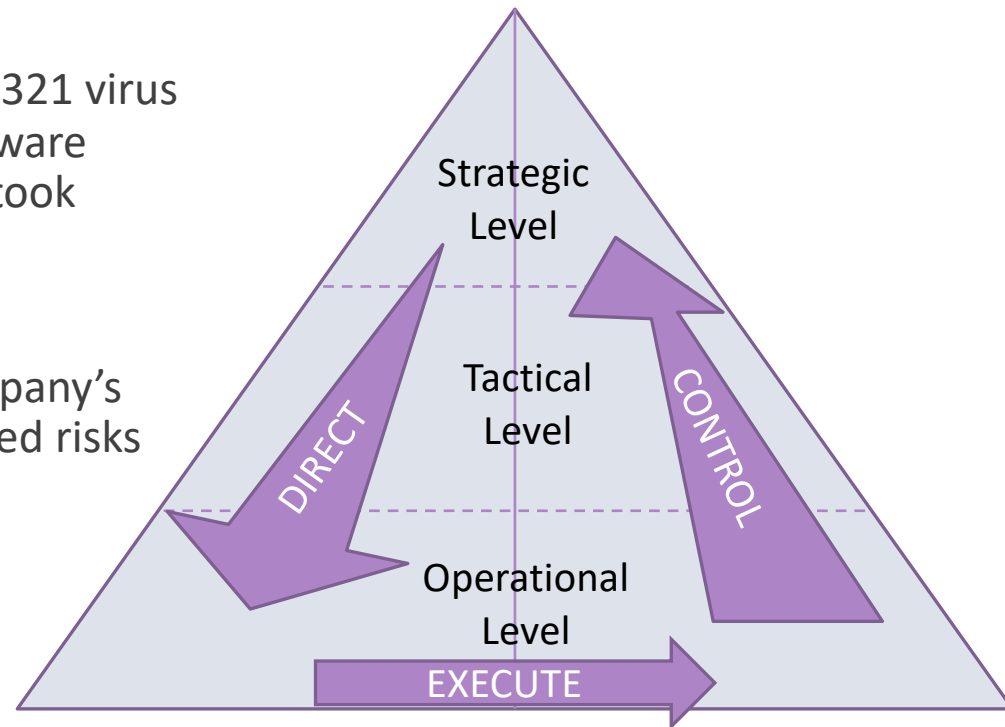 321 virus
ware
took
pany’s
ed risks
Strategic
Level
Tactical
Level
Operational
Level
DIRECT
CONTROL
EXECUTE